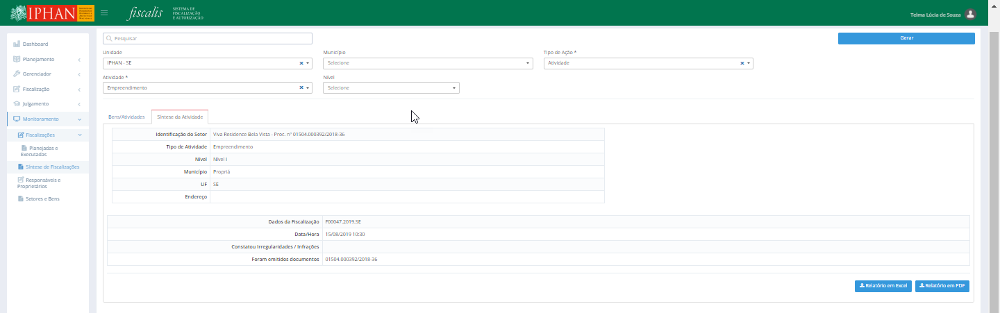 IPHAN
fiscalis
SISTEMA DE
FISCALIZAÇÃO
E AUTORIZAÇÃO
Telma Lúcia de Souza
Dashboard
Planejamento
Gerenciador
Fiscalização
Julgamento
Monitoramento
Fiscalizações
Planejadas e
Executadas
Síntese de Fiscalizações
Responsáveis e
Proprietários
Setores e Bens
Pesquisar
Gerar
Unidade
Município
Tipo de Ação *
IPHAN - SE
Selecione
Atividade
Atividade *
Nível
Empreendimento
Selecione
Bens/Atividades
Síntese da Atividade
Identificação do Setor Viva Residence Bela Vista - Proc. nº 01504.000392/2018-36
Tipo de Atividade Empreendimento
Nível Nível I
Município Propriá
UF SE
Endereço
Dados da Fiscalização F00047.2019.SE
Data/Hora 15/08/2019 10:30
Constatou Irregularidades / Infrações
Foram emitidos documentos 01504.000392/2018-36
Relatório em Excel
Relatório em PDF